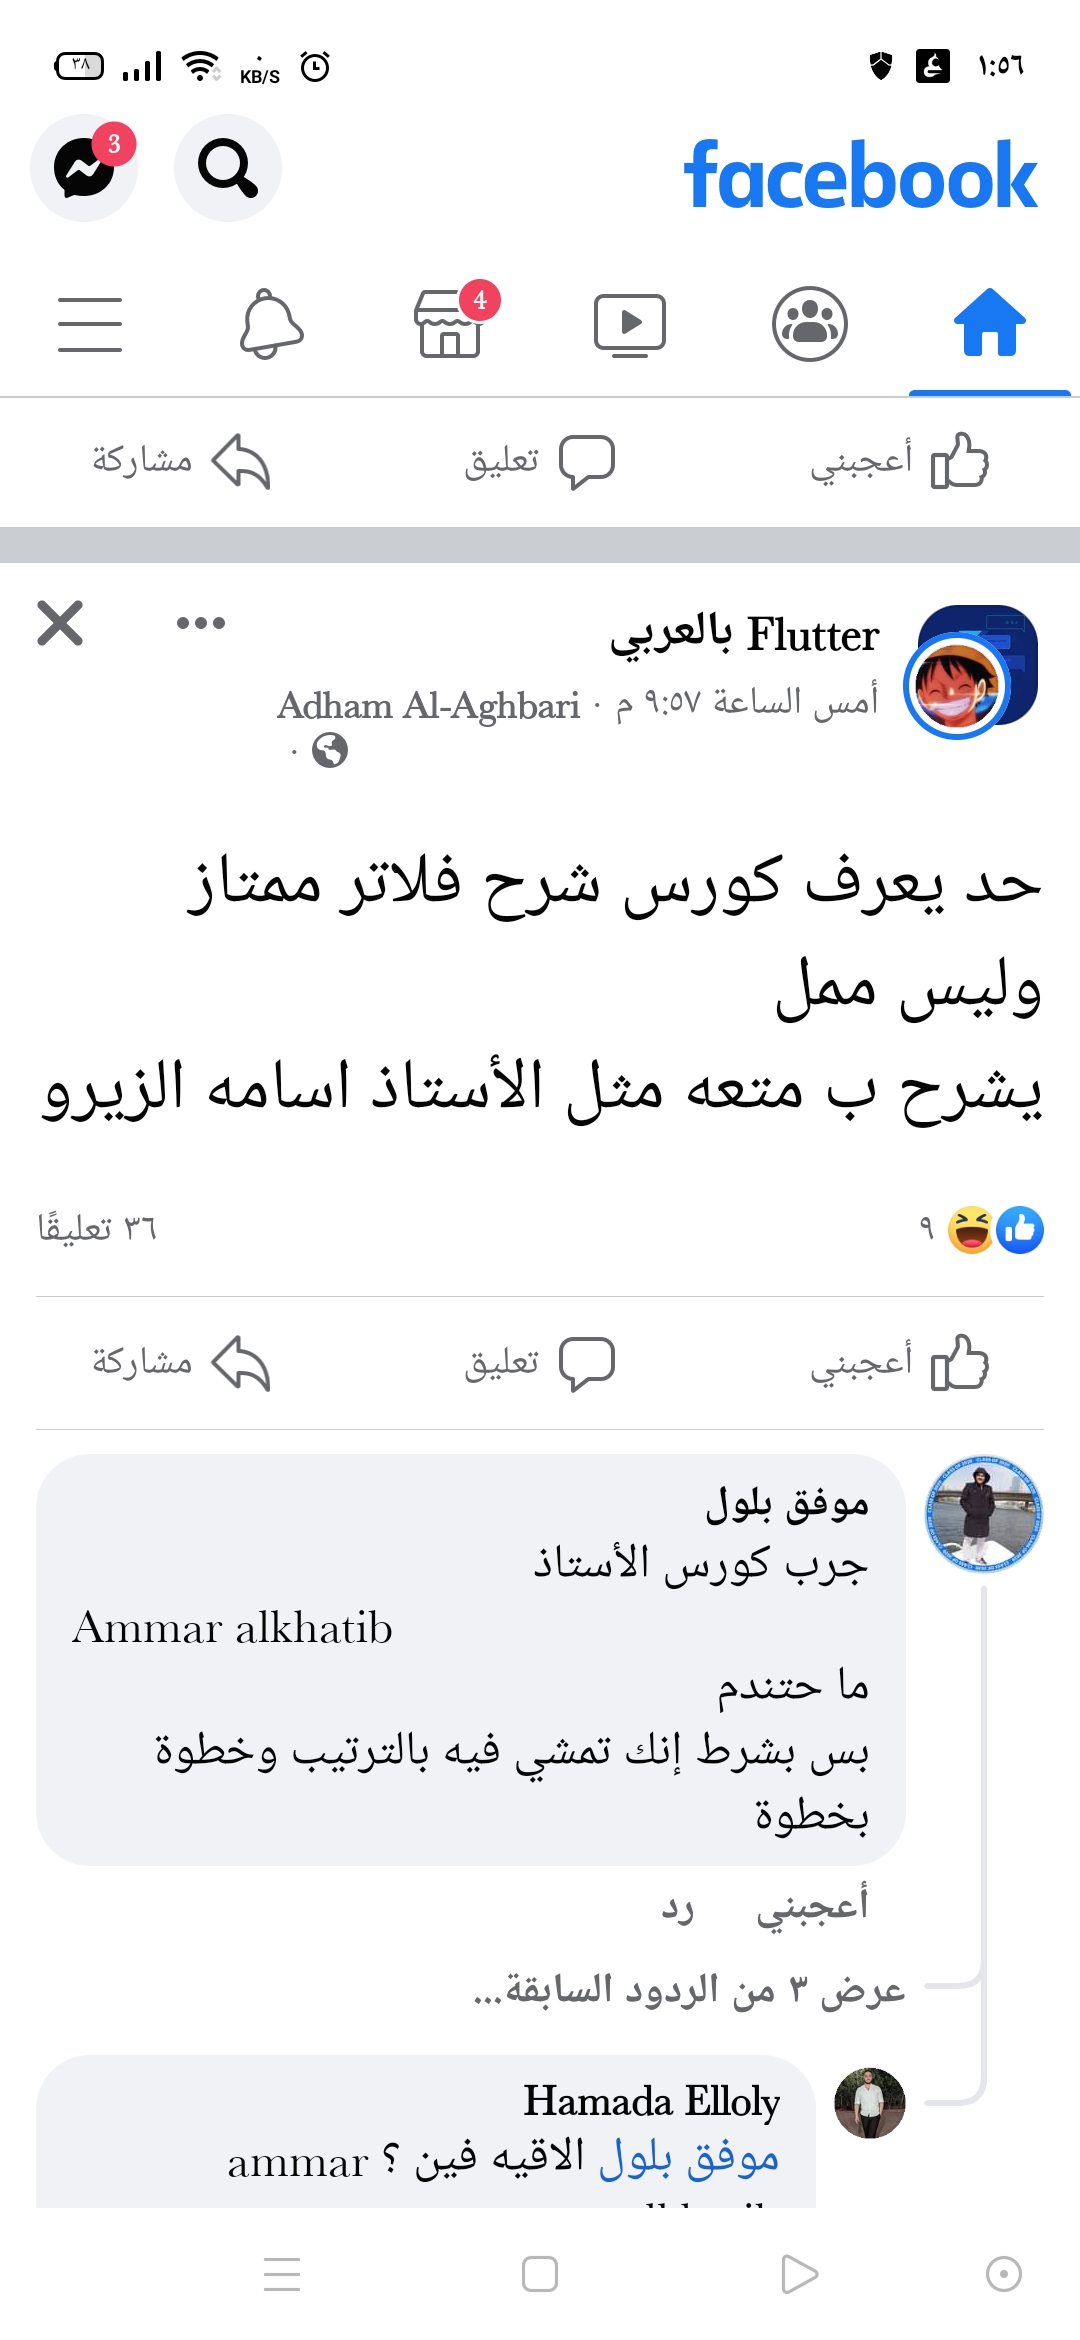 ٣٨
KB/S
١:٥٦
3
facebook
4
أعجبني
تعليق
مشاركة
Flutter بالعربي
أمس الساعة ٩:٥٧ م · Adham Al-Aghbari
·
حد يعرف كورس شرح فلاتر ممتاز
وليس ممل
يشرح ب متعه مثل الأستاذ اسامه الزيرو
٩
٣٦ تعليقًا
أعجبني
تعليق
مشاركة
موفق بلول
جرب كورس الأستاذ
Ammar alkhatib
ما حتندم
بس بشرط إنك تمشي فيه بالترتيب وخطوة
بخطوة
أعجبني
رد
عرض ٣ من الردود السابقة...
Hamada Elloly
موفق بلول الاقيه فين ؟ ammar